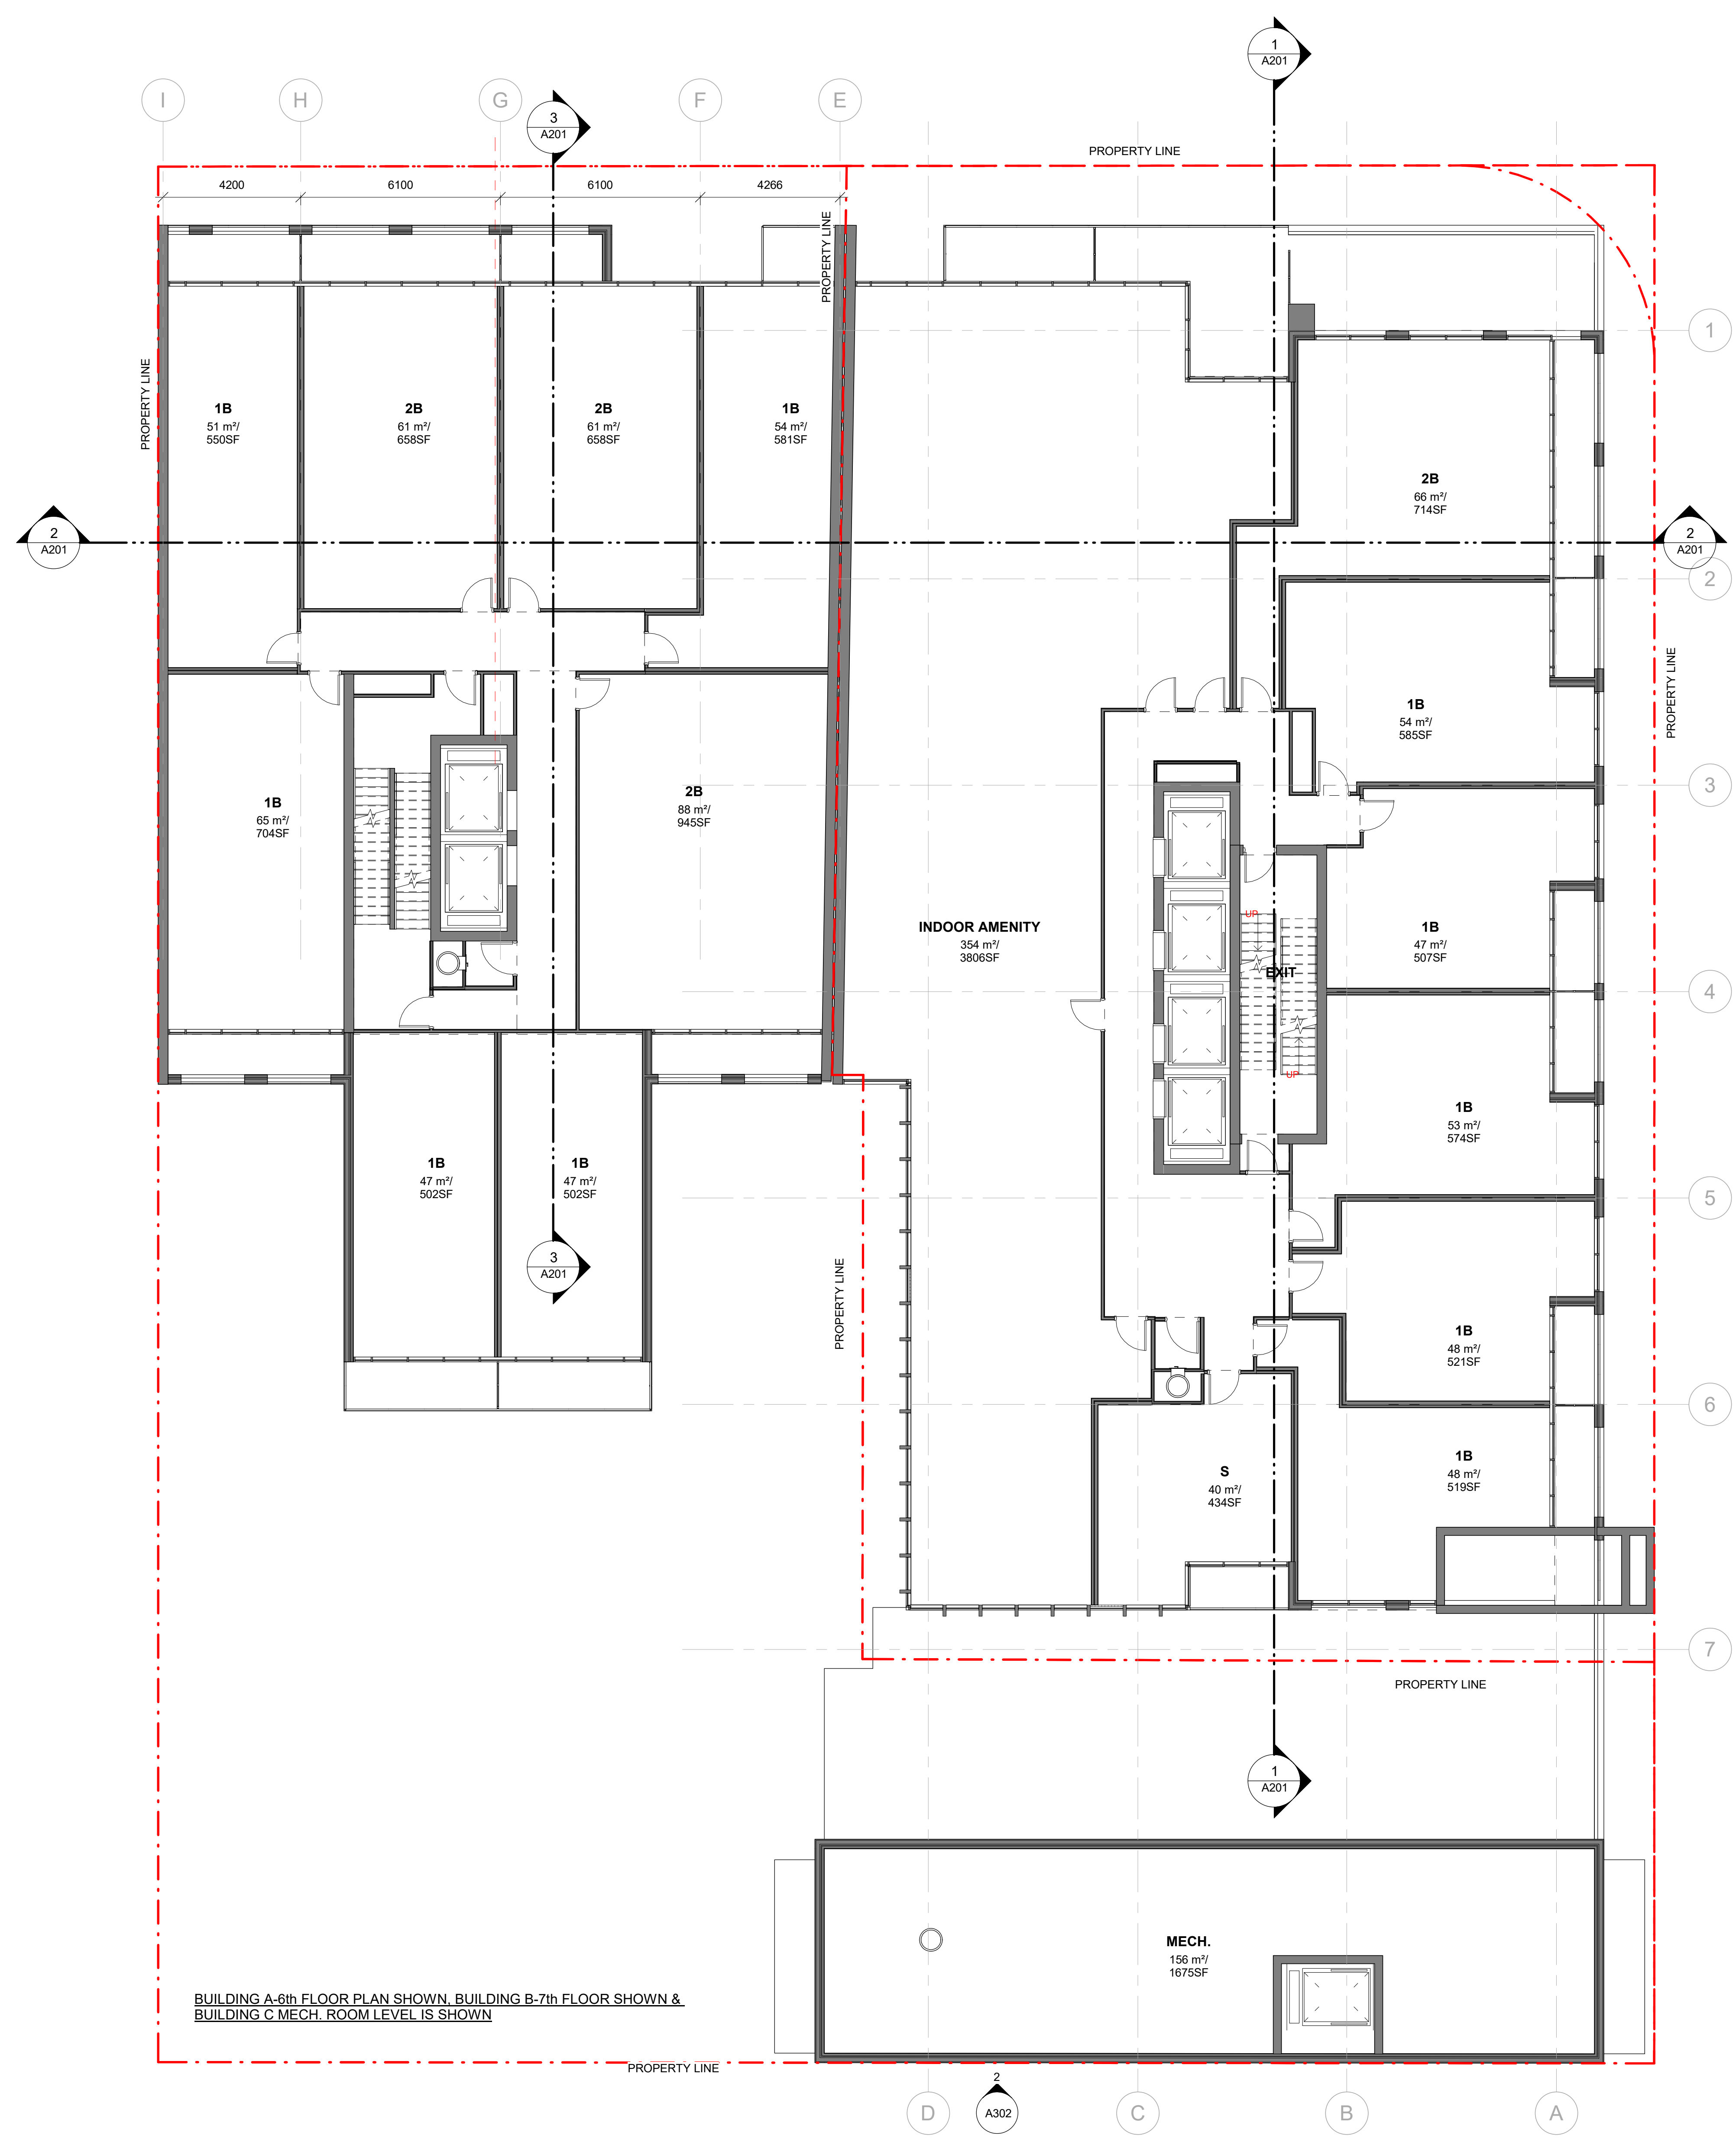 1
A201
I
H
G
F
E
3
A201
PROPERTY LINE
4200
6100
6100
4266
PROPERTY LINE
1
PROPERTY LINE
1B
51 m²/
550SF
2B
61 m²/
658SF
2B
61 m²/
658SF
1B
54 m²/
581SF
2B
66 m²/
714SF
2
A201
2
A201
2
PROPERTY LINE
1B
54 m²/
585SF
3
1B
65 m²/
704SF
2B
88 m²/
945SF
INDOOR AMENITY
354 m²/
3806SF
UP
EXIT
UP
1B
47 m²/
507SF
4
1B
53 m²/
574SF
1B
47 m²/
502SF
1B
47 m²/
502SF
5
3
A201
PROPERTY LINE
1B
48 m²/
521SF
6
S
40 m²/
434SF
1B
48 m²/
519SF
7
PROPERTY LINE
1
A201
MECH.
156 m²/
1675SF
BUILDING A-6th FLOOR PLAN SHOWN, BUILDING B-7th FLOOR SHOWN &
BUILDING C MECH. ROOM LEVEL IS SHOWN
PROPERTY LINE
2
A302
D
C
B
A